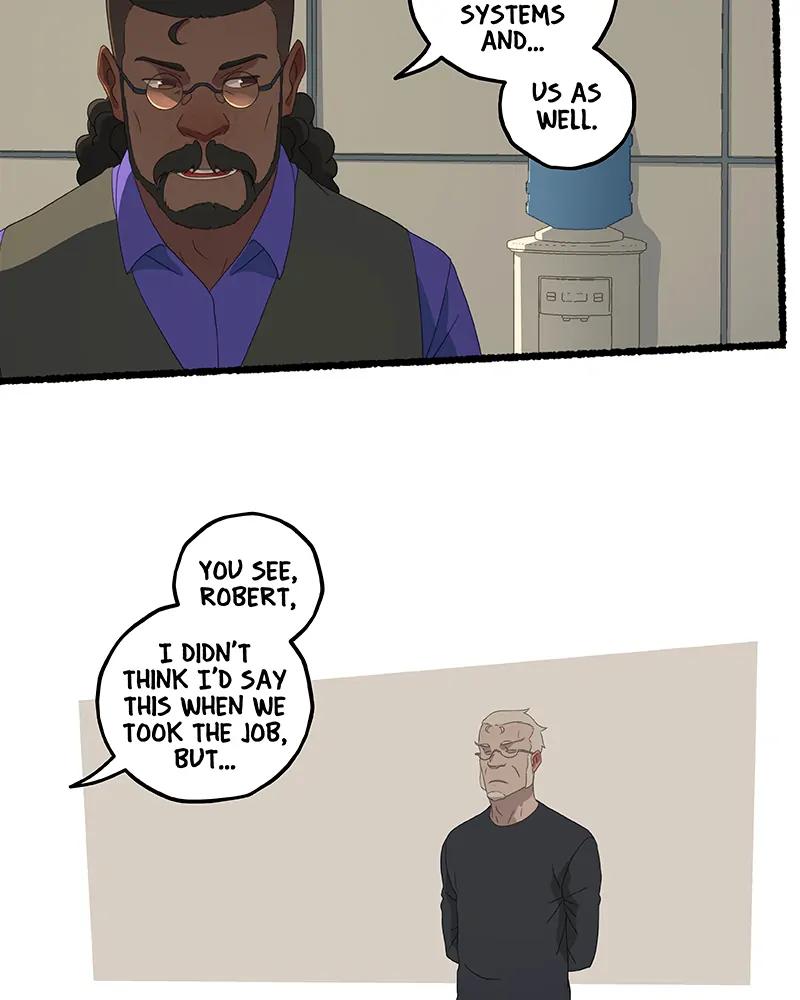 SYSTEMS
AND...
US AS
WELL.
YOU SEE,
ROBERT,
I DIDN'T
THINK I'D SAY
THIS WHEN WE
TOOK THE JOB,
BUT...